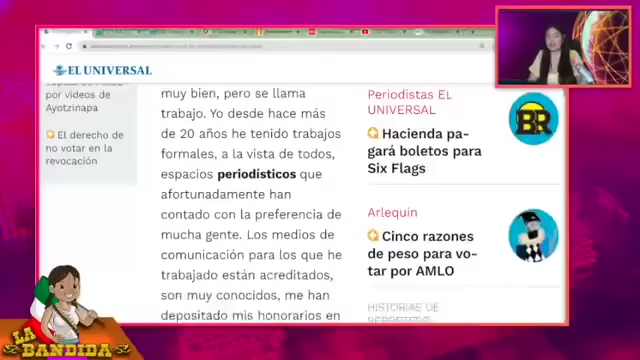 EL UNIVERSAL
por videos de
Ayotzinapa
El derecho de
no votar en la
revocación
muy bien, pero se llama
trabajo. Yo desde hace más
de 20 años he tenido trabajos
formales, a la vista de todos,
espacios periodísticos que
afortunadamente han
contado con la preferencia de
mucha gente. Los medios de
comunicación para los que he
trabajado están acreditados,
son muy conocidos, me han
depositado mis honorarios en
Periodistas EL
UNIVERSAL
Hacienda pa-
gará boletos para
Six Flags
BR
Arlequín
Cinco razones
de peso para vo-
tar por AMLO
HISTORIAS DE
REPORTERO
LA
BANDIDA